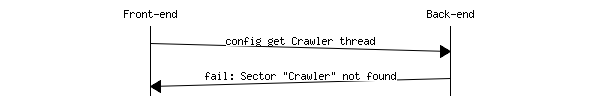 Front-end
Back-end
config get Crawler thread
fail: Sector "Crawler" not found